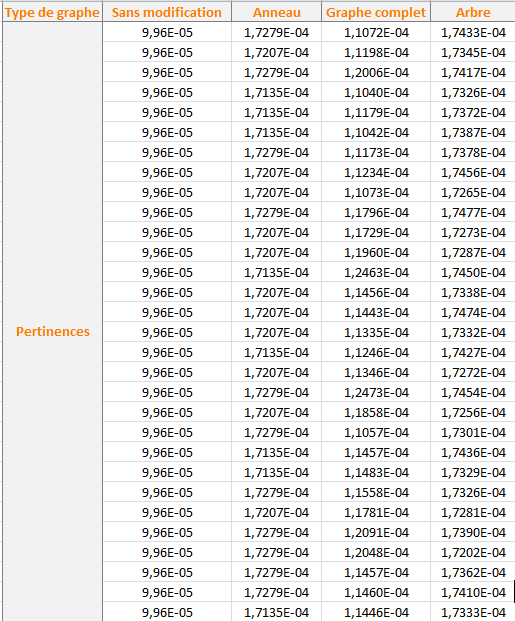 Type de graphe Sans modification Anneau Graphe complet Arbre
9,96E-05 1,7279E-04 1,1072E-04 1,7433E-04
9,96E-05 1,7207E-04 1,1198E-04 1,7345E-04
9,96E-05 1,7279E-04 1,2006E-04 1,7417E-04
9,96E-05 1,7135E-04 1,1040E-04 1,7326E-04
9,96E-05 1,7135E-04 1,1179E-04 1,7372E-04
9,96E-05 1,7135E-04 1,1042E-04 1,7387E-04
9,96E-05 1,7279E-04 1,1173E-04 1,7378E-04
9,96E-05 1,7207E-04 1,1234E-04 1,7456E-04
9,96E-05 1,7207E-04 1,1073E-04 1,7265E-04
9,96E-05 1,7279E-04 1,1796E-04 1,7477E-04
9,96E-05 1,7207E-04 1,1729E-04 1,7273E-04
9,96E-05 1,7207E-04 1,1960E-04 1,7287E-04
9,96E-05 1,7135E-04 1,2463E-04 1,7450E-04
9,96E-05 1,7207E-04 1,1456E-04 1,7338E-04
9,96E-05 1,7207E-04 1,1443E-04 1,7474E-04
Pertinences 9,96E-05 1,7207E-04 1,1335E-04 1,7332E-04
9,96E-05 1,7135E-04 1,1246E-04 1,7427E-04
9,96E-05 1,7207E-04 1,1346E-04 1,7272E-04
9,96E-05 1,7279E-04 1,2473E-04 1,7454E-04
9,96E-05 1,7207E-04 1,1858E-04 1,7256E-04
9,96E-05 1,7279E-04 1,1057E-04 1,7301E-04
9,96E-05 1,7135E-04 1,1457E-04 1,7436E-04
9,96E-05 1,7135E-04 1,1483E-04 1,7329E-04
9,96E-05 1,7279E-04 1,1558E-04 1,7326E-04
9,96E-05 1,7207E-04 1,1781E-04 1,7281E-04
9,96E-05 1,7279E-04 1,2091E-04 1,7390E-04
9,96E-05 1,7279E-04 1,2048E-04 1,7202E-04
9,96E-05 1,7279E-04 1,1457E-04 1,7362E-04
9,96E-05 1,7279E-04 1,1460E-04 1,7410E-04
9,96E-05 1,7135E-04 1,1446E-04 1,7333E-04